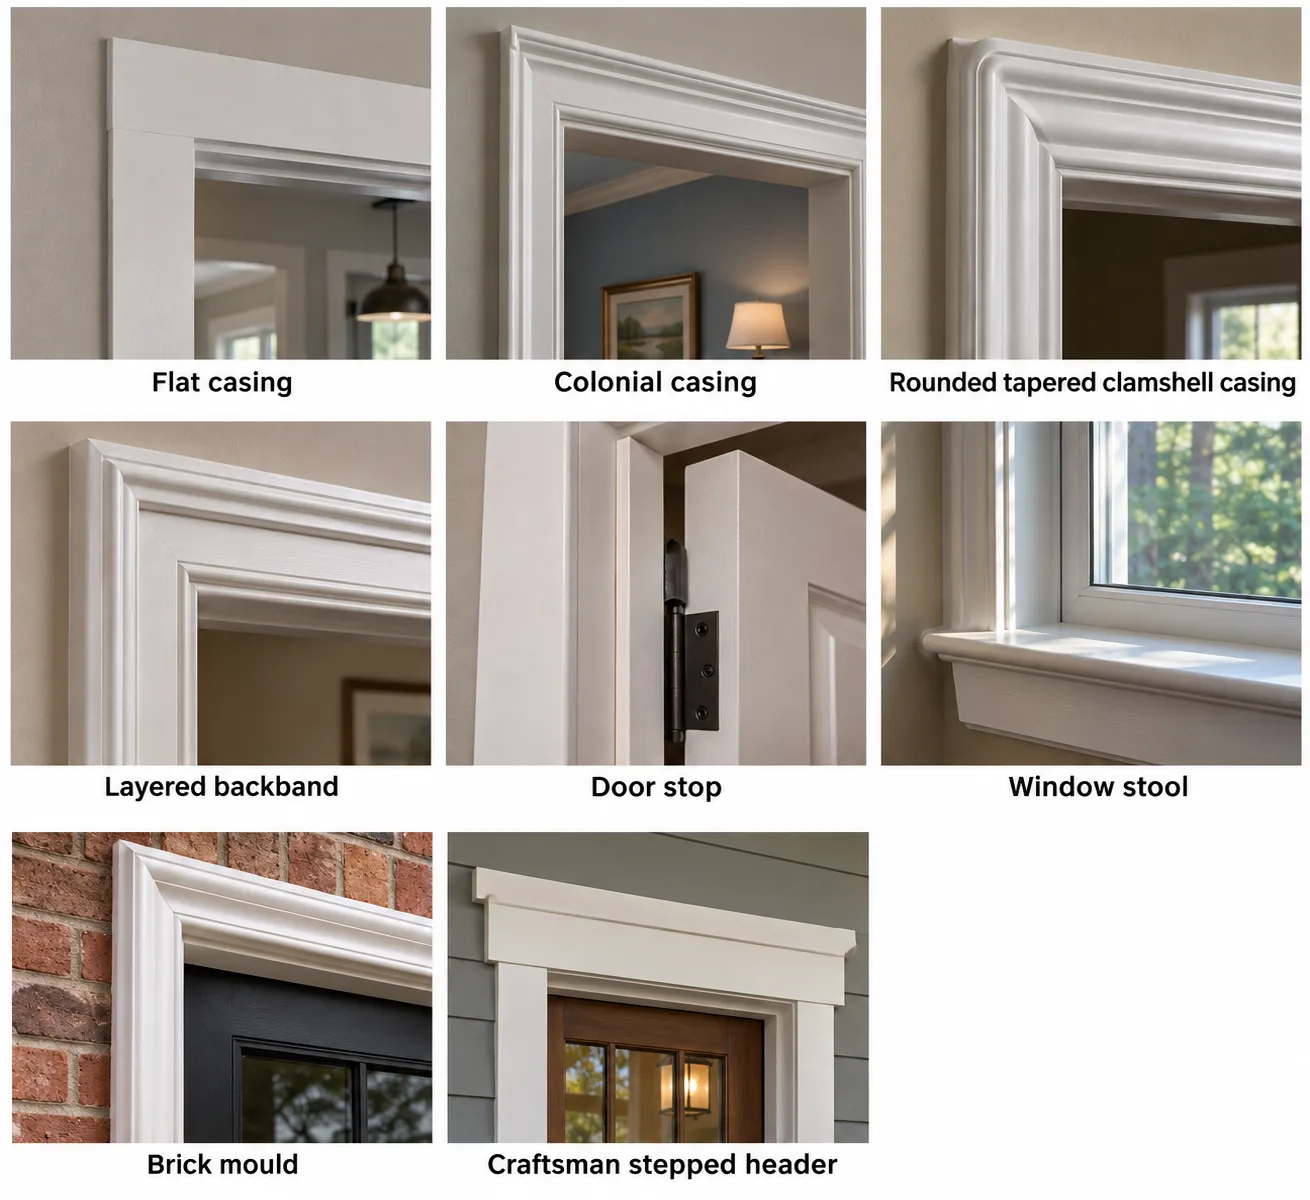 Flat casing
Colonial casing
Rounded tapered clamshell casing
Layered backband
Door stop
Window stool
Brick mould
Craftsman stepped header